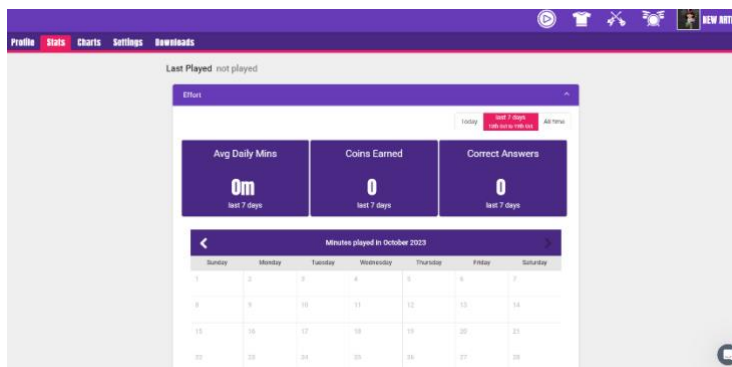 NEW ARTI
Profile Stats Charts Settings Downloads
Last Played not played
Effort
Today last 7 days All time
Avg Daily Mins Coins Earned Correct Answers
0m 0 0
last 7 days last 7 days last 7 days
Minutes played in October 2023
Sunday Monday Tuesday Wednesday Thursday Friday Saturday
1 2 3 4 5 6 7
8 9 10 11 12 13 14
15 16 17 18 19 20 21
22 23 24 25 26 27 28